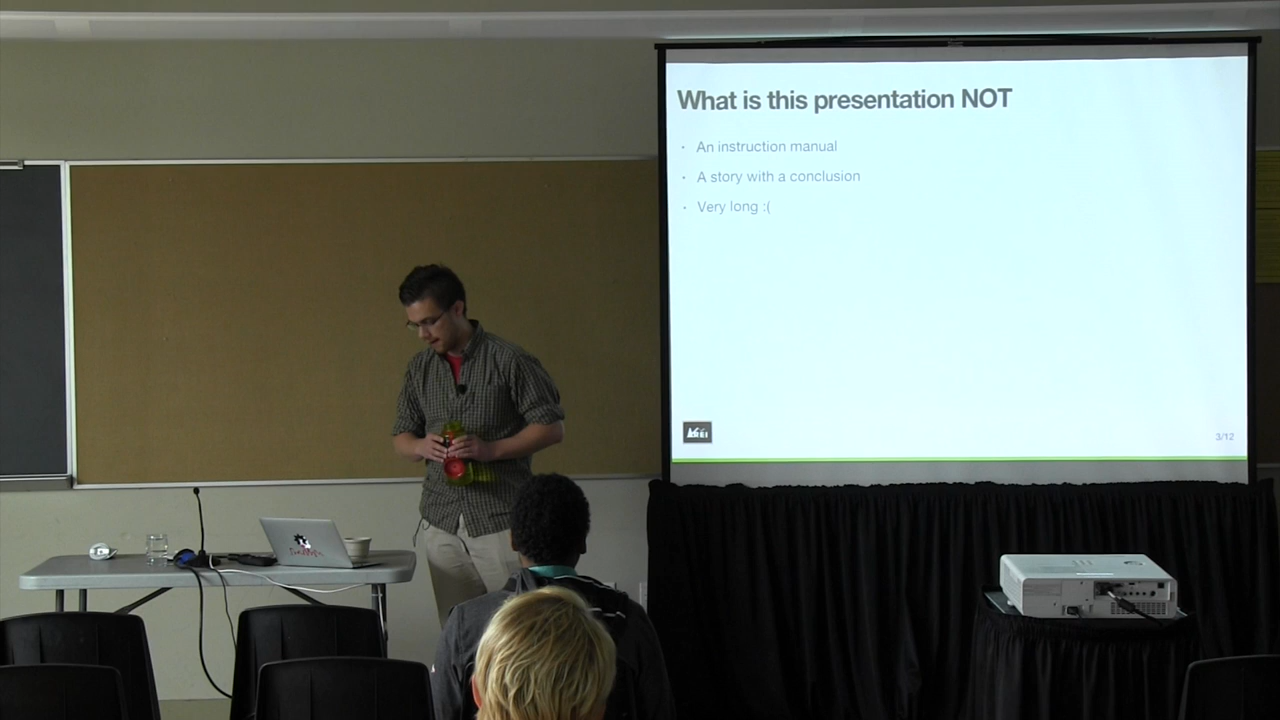 What is this presentation NOT
· An instruction manual
· A story with a conclusion
· Very long :(
3/12